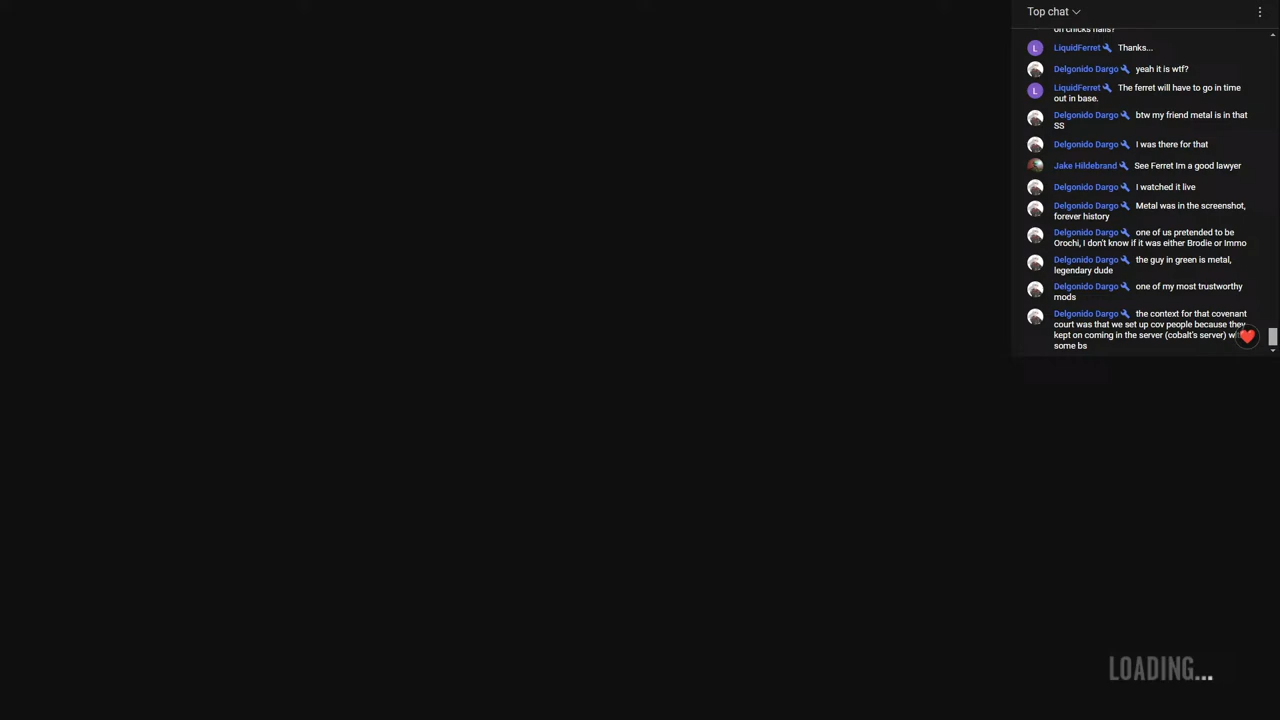 Top chat
on chicks nails?
L LiquidFerret Thanks...
Delgonido Dargo yeah it is wtf?
L LiquidFerret The ferret will have to go in time
out in base.
Delgonido Dargo btw my friend metal is in that
SS
Delgonido Dargo I was there for that
Jake Hildebrand See Ferret Im a good lawyer
Delgonido Dargo I watched it live
Delgonido Dargo Metal was in the screenshot,
forever history
Delgonido Dargo one of us pretended to be
Orochi, I don't know if it was either Brodie or Immo
Delgonido Dargo the guy in green is metal,
legendary dude
Delgonido Dargo one of my most trustworthy
mods
Delgonido Dargo the context for that covenant
court was that we set up cov people because they
kept on coming in the server (cobalt's server)
some bs
LOADING...